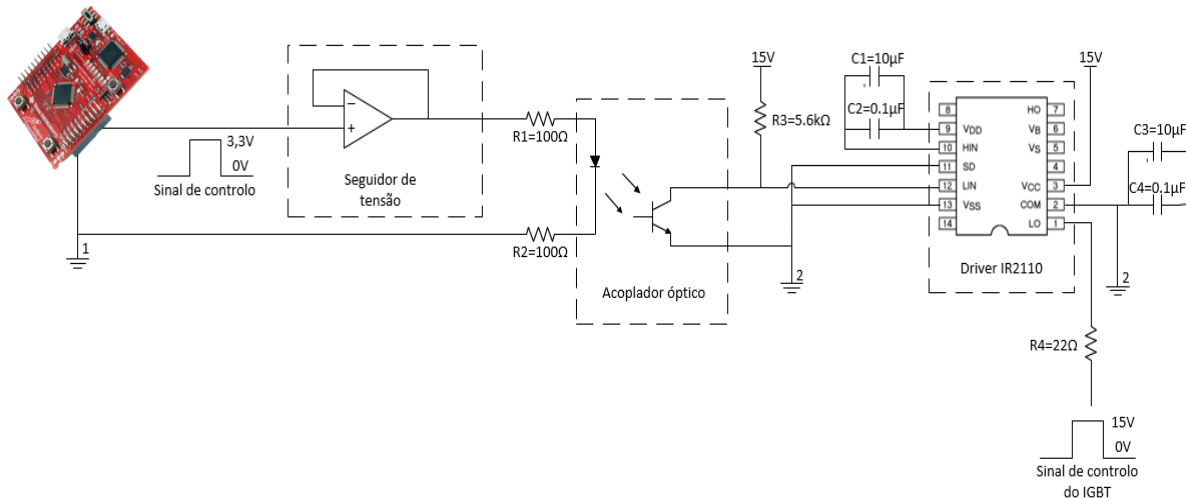 3,3V
0V
Sinal de controlo
1
−
+
Seguidor de
tensão
R1=100Ω
R2=100Ω
Acoplador óptico
15V
R3=5.6kΩ
2
C1=10µF
C2=0.1µF
8
HO
7
9
VDD
VB
6
10
HIN
VS
5
11
SD
4
12
LIN
VCC
3
13
VSS
COM
2
14
LO
1
Driver IR2110
15V
C3=10µF
C4=0.1µF
2
R4=22Ω
15V
0V
Sinal de controlo
do IGBT